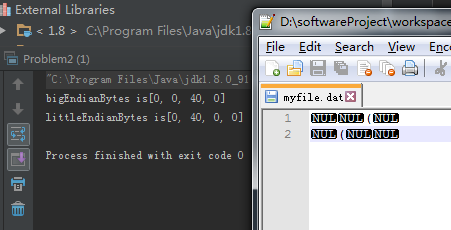 External Libraries
< 1.8 > C:\Program Files\Java\jdk1.8
Problem2 (1)
"C:\Program Files\Java\jdk1.8.0_91
bigEndianBytes is[0, 0, 40, 0]
littleEndianBytes is[0, 40, 0, 0]
Process finished with exit code 0
D:\softwareProject\workspace
File Edit Search View Encoding
myfile.dat
1 NULNUL(NUL
2 NUL(NULNUL